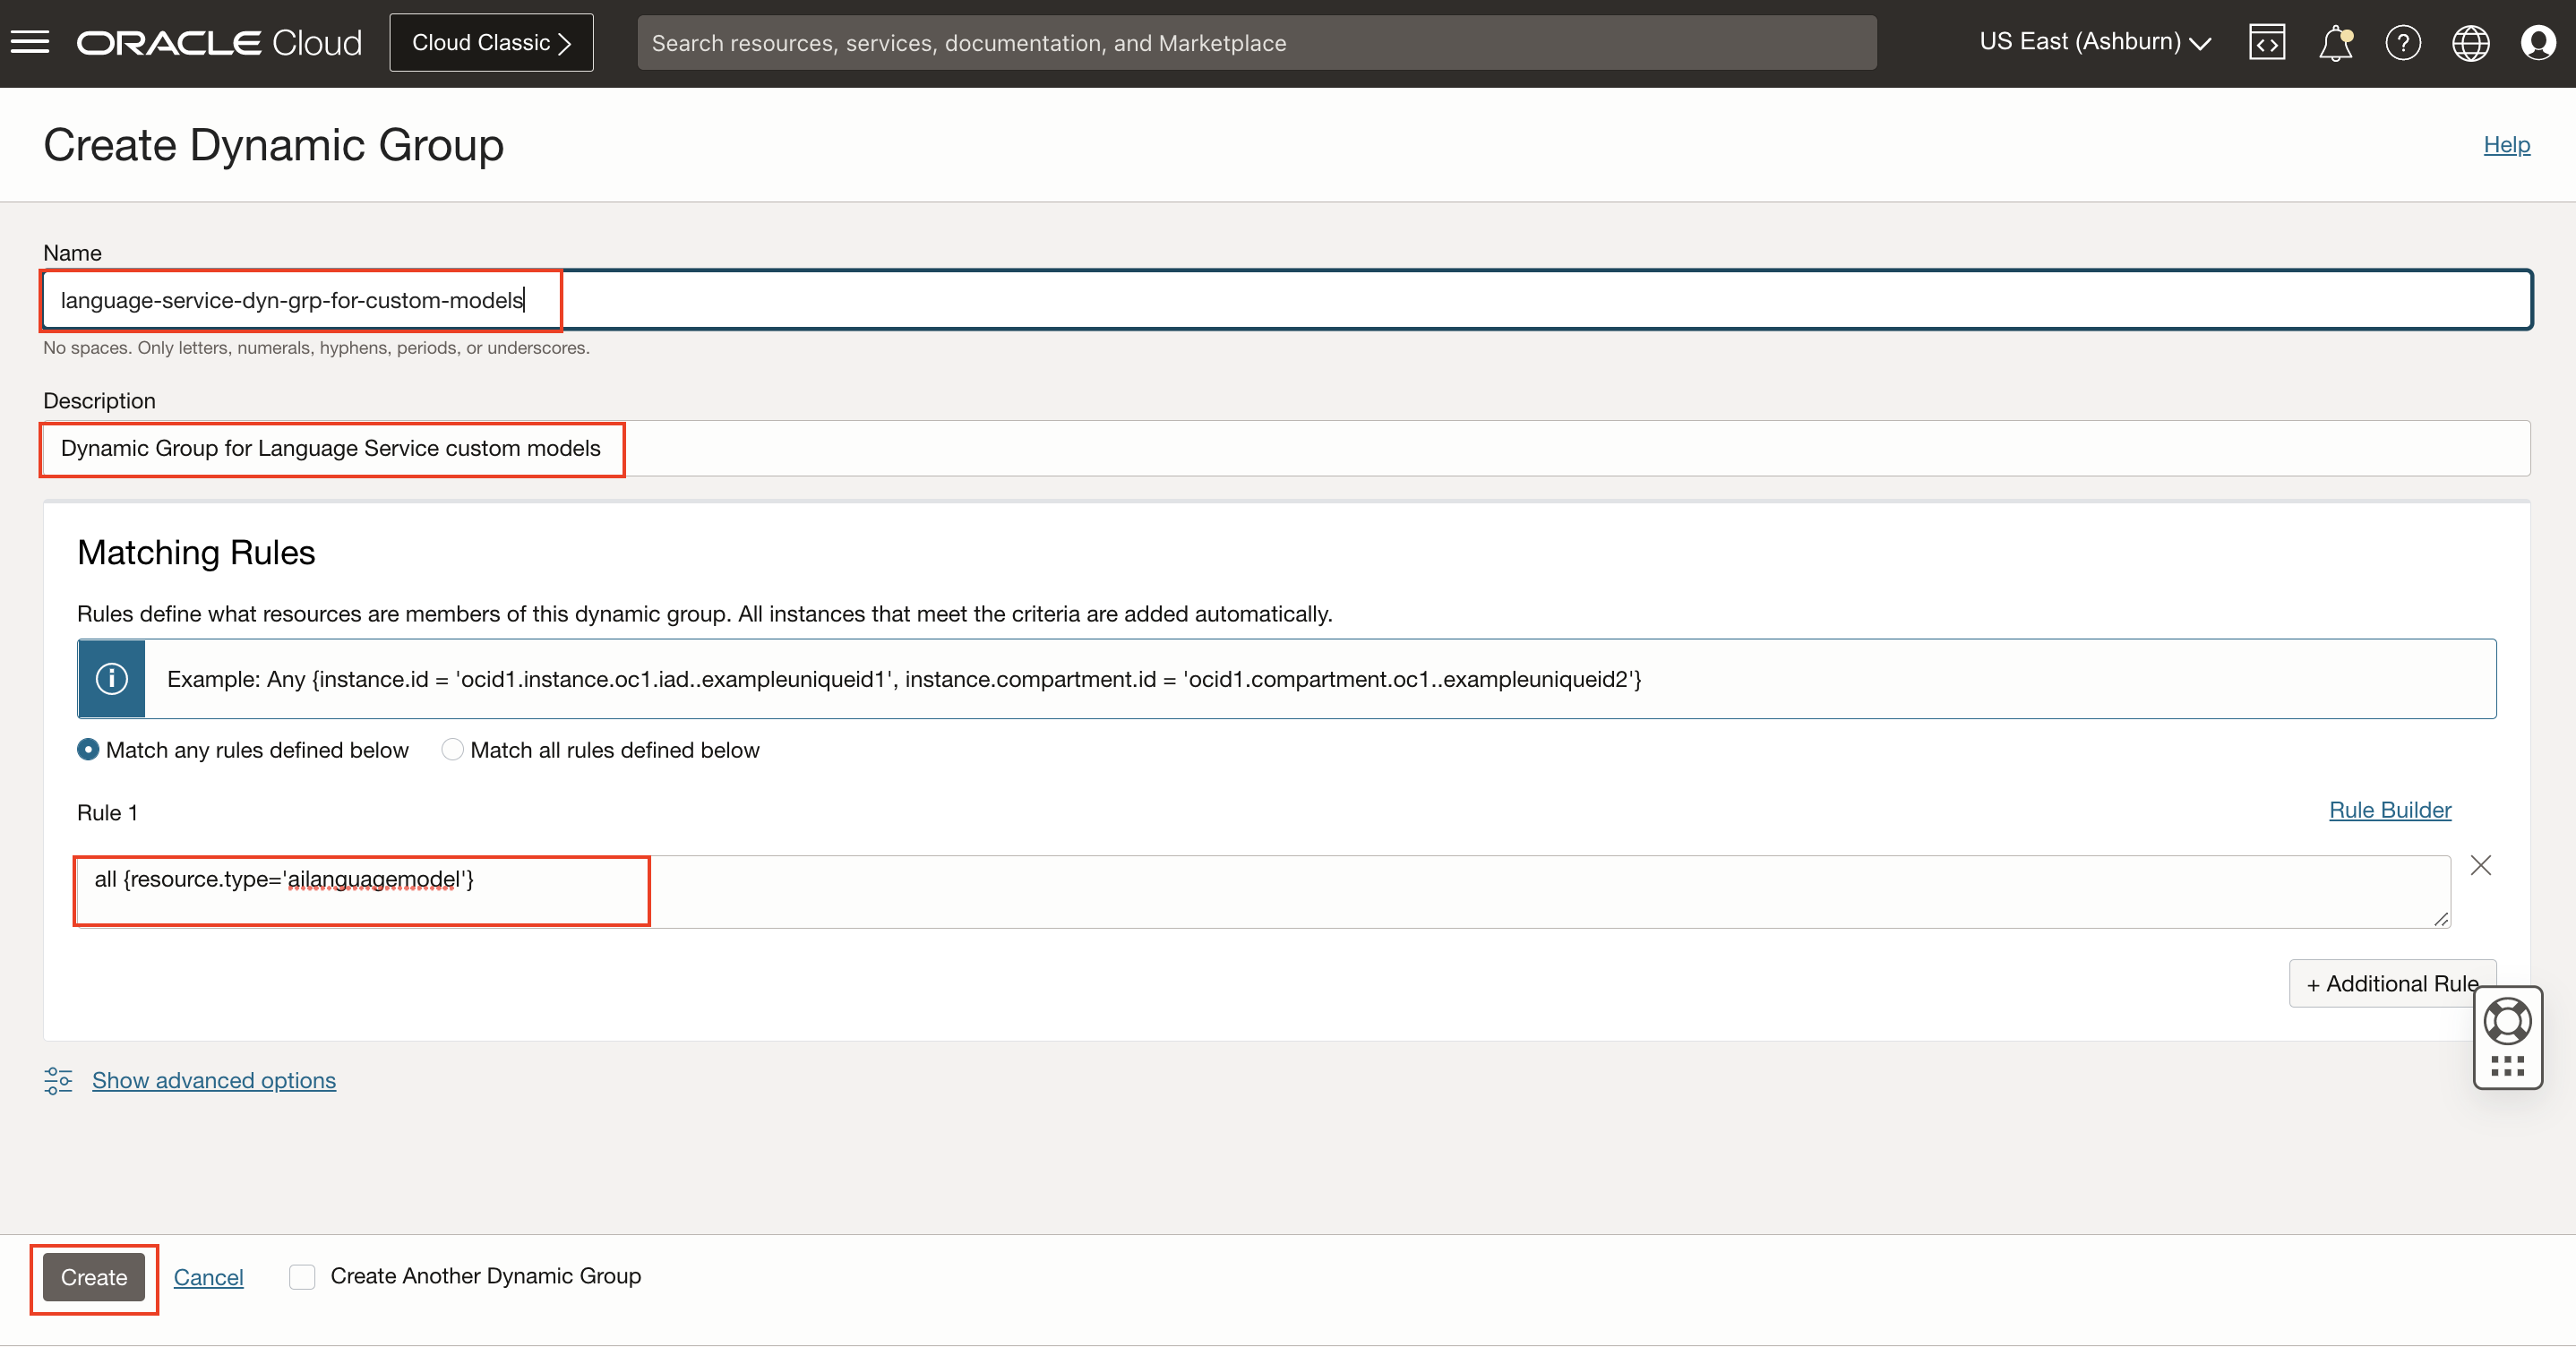 ORACLE Cloud
Cloud Classic
Search resources, services, documentation, and Marketplace
US East (Ashburn)
Create Dynamic Group
Help
Name
language-service-dyn-grp-for-custom-models
No spaces. Only letters, numerals, hyphens, periods, or underscores.
Description
Dynamic Group for Language Service custom models
Matching Rules
Rules define what resources are members of this dynamic group. All instances that meet the criteria are added automatically.
Example: Any {instance.id = 'ocid1.instance.oc1.iad..exampleuniqueid1', instance.compartment.id = 'ocid1.compartment.oc1..exampleuniqueid2'}
Match any rules defined below Match all rules defined below
Rule 1
Rule Builder
all {resource.type='ailanguagemodel'}
+ Additional Rule
Show advanced options
Create Cancel Create Another Dynamic Group